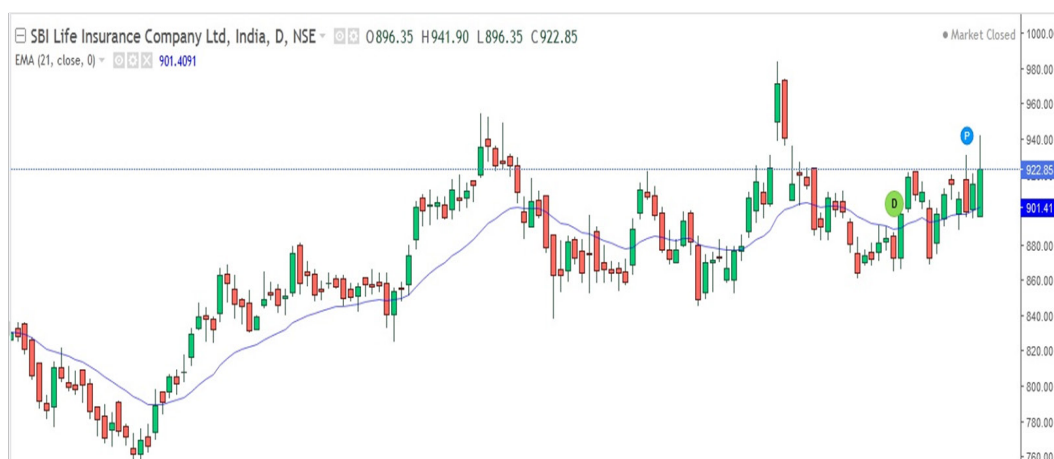 SBI Life Insurance Company Ltd, India, D, NSE O896.35 H941.90 L896.35 C922.85
Market Closed
EMA (21, close, 0) 901.4091
1000.00
980.00
960.00
940.00
922.85
901.41
880.00
860.00
840.00
820.00
800.00
780.00
760.00
P
D